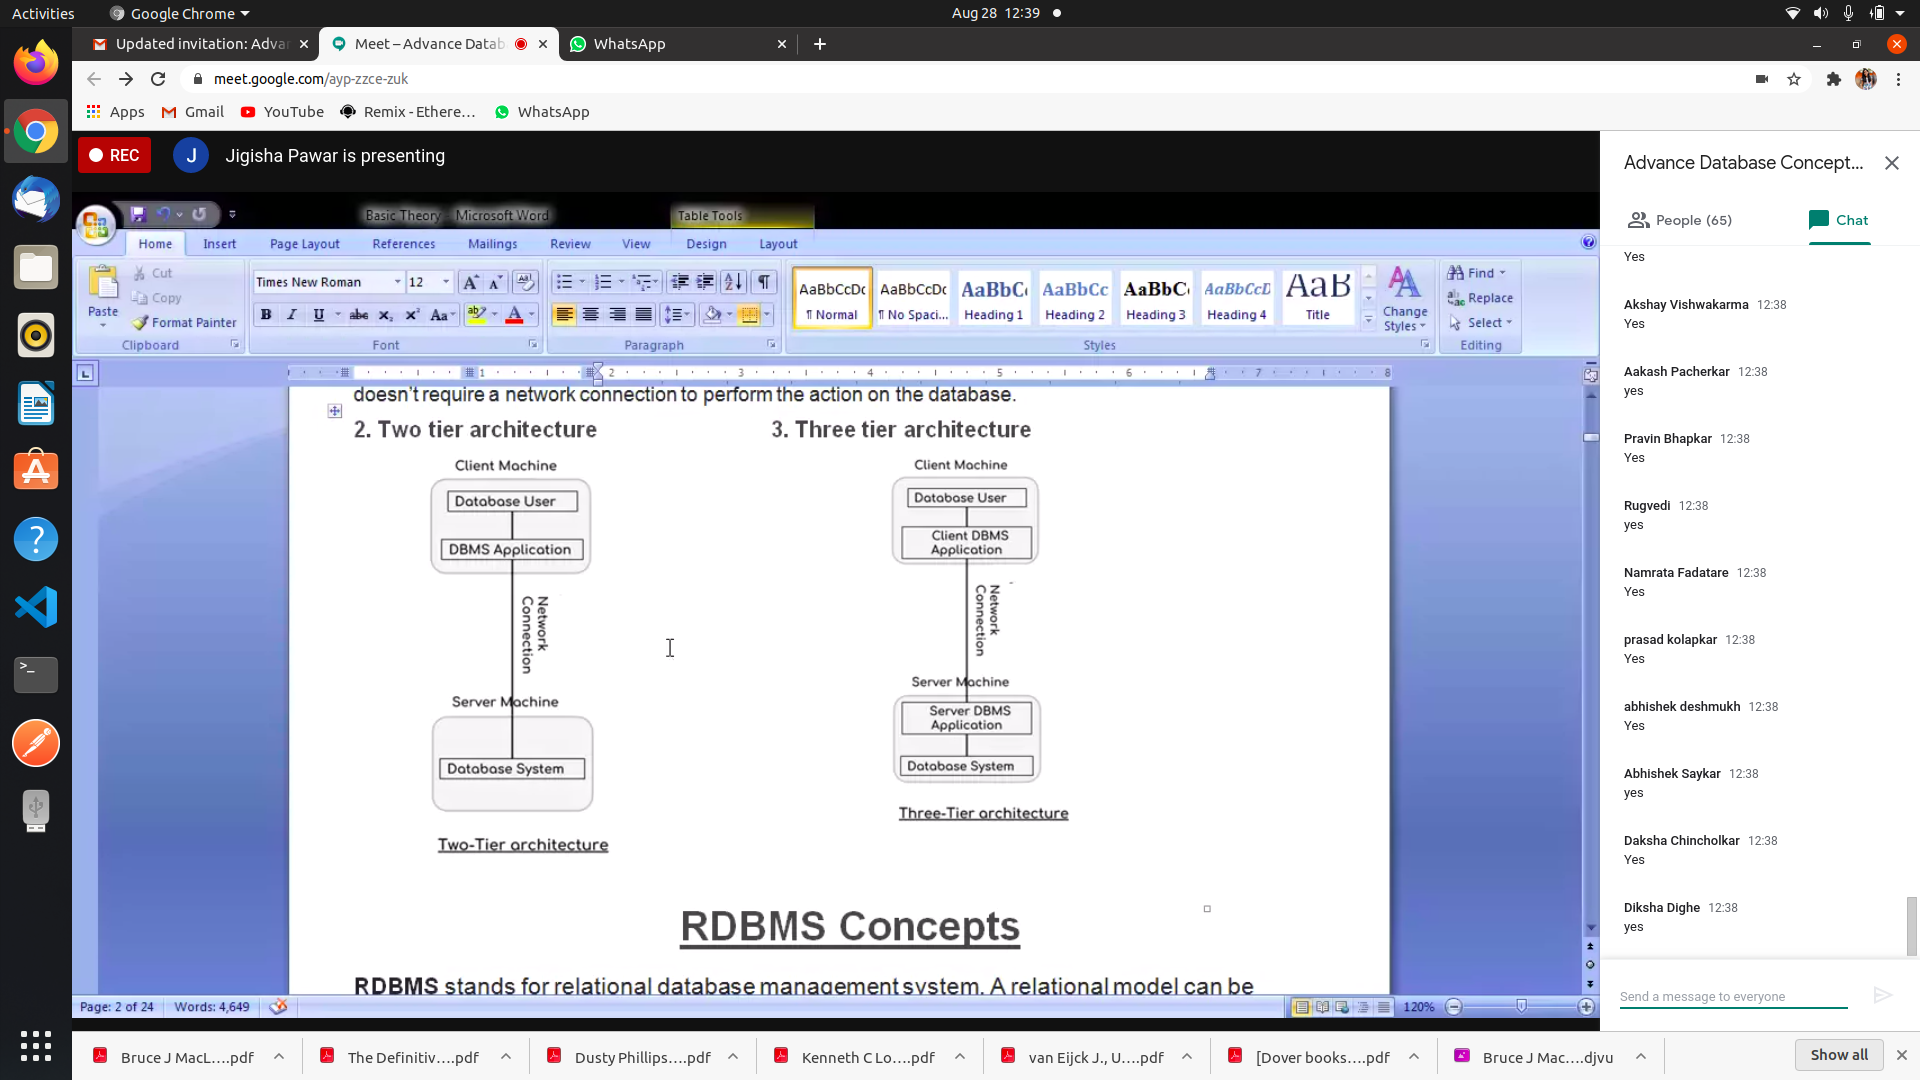 Activities
Google Chrome
Aug 28 12:39
Updated invitation: Adva
Meet – Advance Datab
WhatsApp
meet.google.com/ayp-zzce-zuk
Apps
Gmail
YouTube
Remix - Ethere…
WhatsApp
REC
J
Jigisha Pawar is presenting
Basic Theory - Microsoft Word
Table Tools
Home
Insert
Page Layout
References
Mailings
Review
View
Design
Layout
Paste
Cut
Copy
Format Painter
Clipboard
Times New Roman
12
Font
Paragraph
AaBbCcDc
¶ Normal
AaBbCcDc
¶ No Spaci...
AaBbC
Heading 1
AaBbCc
Heading 2
AaBbC
Heading 3
AaBbCcD
Heading 4
AaB
Title
Change
Styles
Styles
Find
Replace
Select
Editing
1 2 3 4 5 6 7 8
doesn't require a network connection to perform the action on the database.
2. Two tier architecture
3. Three tier architecture
Client Machine
Database User
DBMS Application
Network
Connection
Server Machine
Database System
Two-Tier architecture
Client Machine
Database User
Client DBMS
Application
Network
Connection
Server Machine
Server DBMS
Application
Database System
Three-Tier architecture
RDBMS Concepts
RDBMS stands for relational database management system. A relational model can be
Page: 2 of 24
Words: 4,649
120%
Advance Database Concept...
People (65)
Chat
Yes
Akshay Vishwakarma 12:38
Yes
Aakash Pacherkar 12:38
yes
Pravin Bhapkar 12:38
Yes
Rugvedi 12:38
yes
Namrata Fadatare 12:38
Yes
prasad kolapkar 12:38
Yes
abhishek deshmukh 12:38
Yes
Abhishek Saykar 12:38
yes
Daksha Chincholkar 12:38
Yes
Diksha Dighe 12:38
yes
Send a message to everyone
Bruce J MacL....pdf
The Definitiv....pdf
Dusty Phillips....pdf
Kenneth C Lo....pdf
van Eijck J., U....pdf
[Dover books....pdf
Bruce J Mac....djvu
Show all